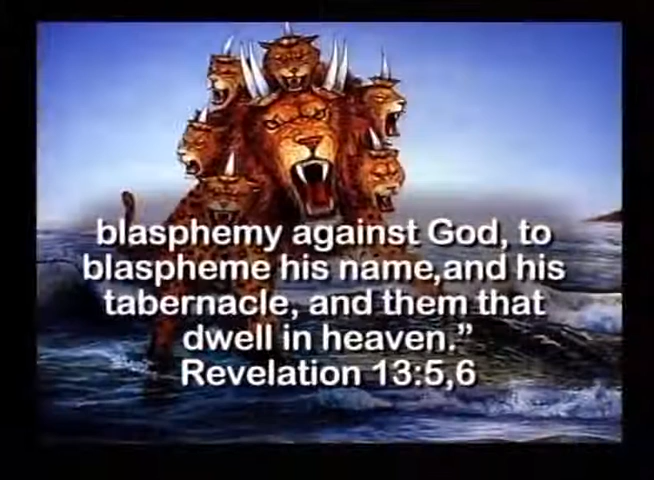 blasphemy against God, to
blaspheme his name,and his
tabernacle, and them that
dwell in heaven.”
Revelation 13:5,6